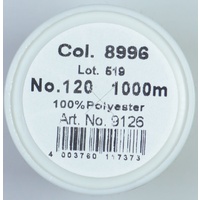 Col. 8996
Lot. 519
No.120 1000m
100%Polyester
Art. No. 9126
4 003760 117373